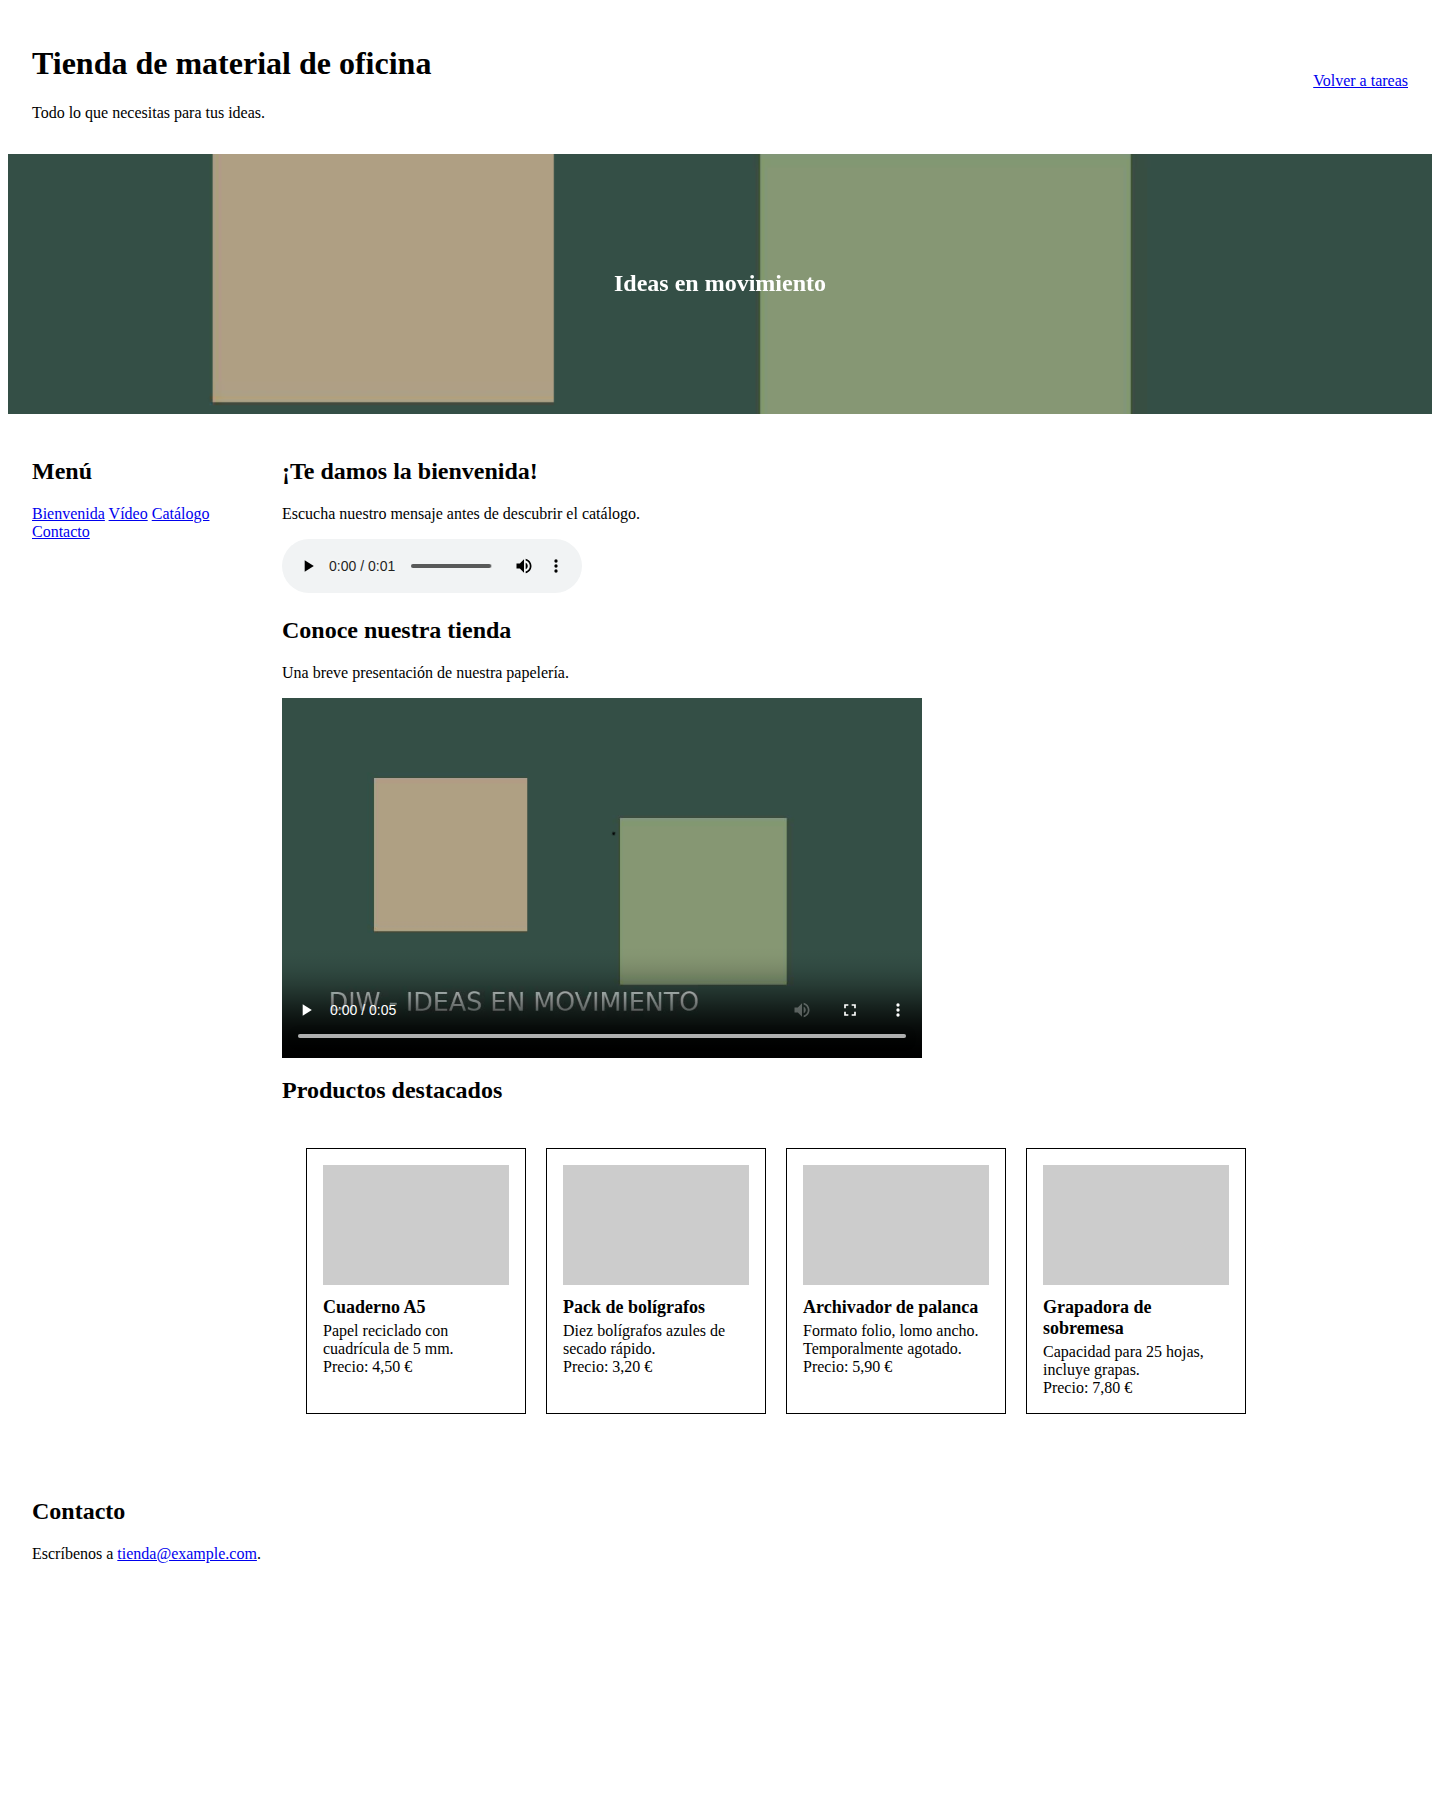 Tienda de material de oficina
Volver a tareas
Todo lo que necesitas para tus ideas.
Ideas en movimiento
Menú
Bienvenida Vídeo Catálogo
Contacto
¡Te damos la bienvenida!
Escucha nuestro mensaje antes de descubrir el catálogo.
0:00 / 0:01
Conoce nuestra tienda
Una breve presentación de nuestra papelería.
DIW - IDEAS EN MOVIMIENTO
0:00 / 0:05
Productos destacados
Cuaderno A5
Papel reciclado con
cuadrícula de 5 mm.
Precio: 4,50 €
Pack de bolígrafos
Diez bolígrafos azules de
secado rápido.
Precio: 3,20 €
Archivador de palanca
Formato folio, lomo ancho.
Temporalmente agotado.
Precio: 5,90 €
Grapadora de
sobremesa
Capacidad para 25 hojas,
incluye grapas.
Precio: 7,80 €
Contacto
Escríbenos a tienda@example.com.